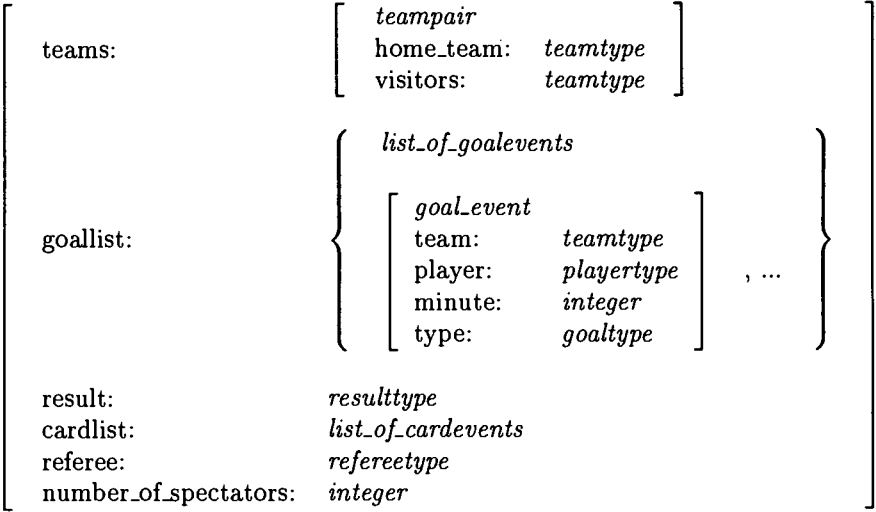 teampair
teams: home_team: teamtype
visitors: teamtype
list_of_goalevents
goal_event
goallist: team: teamtype
player: playertype , ...
minute: integer
type: goaltype
result: resulttype
cardlist: list_of_cardevents
referee: refereetype
number_of_spectators: integer